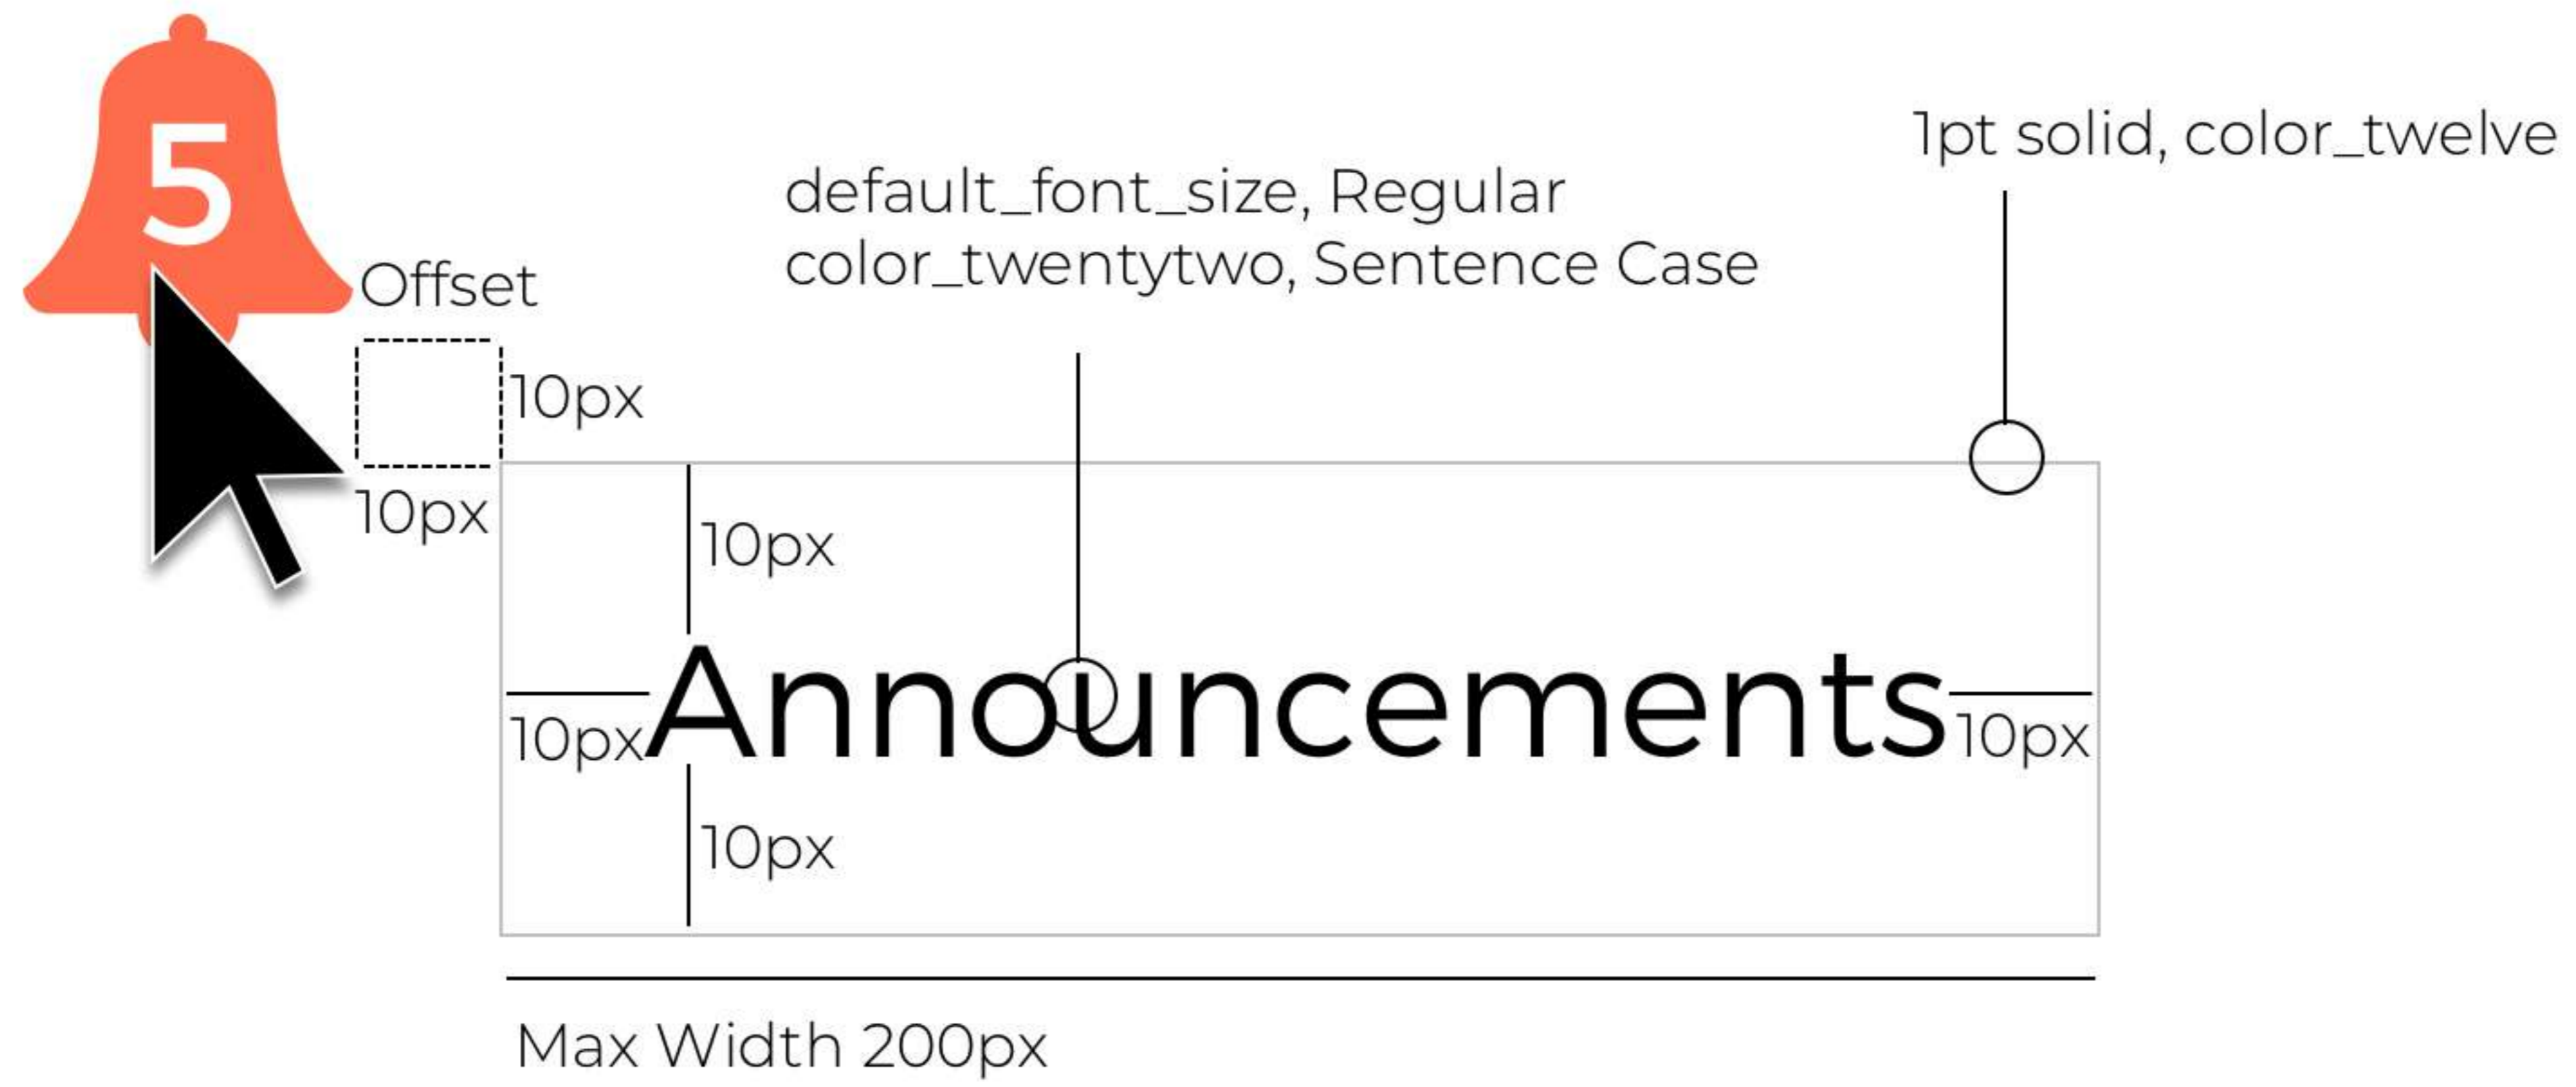 5
1pt solid, color_twelve
default_font_size, Regular
color_twentytwo, Sentence Case
Offset
10px
10px
10px
Announcements
10px
10px
10px
Max Width 200px